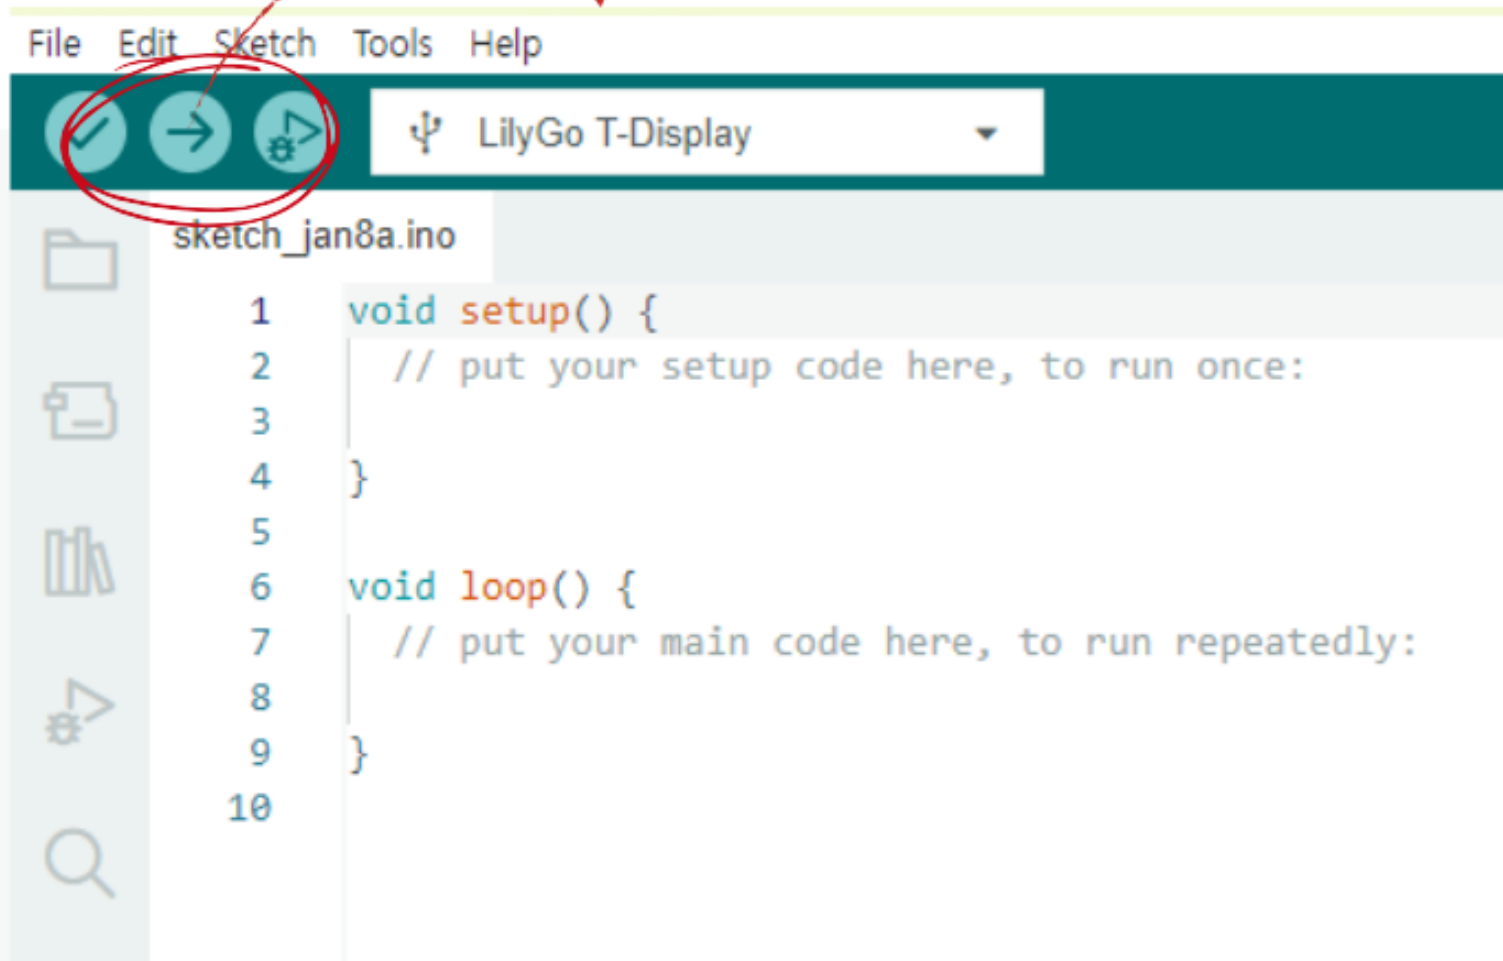 File Edit Sketch Tools Help
LilyGo T-Display
sketch_jan8a.ino
1 void setup() {
2 // put your setup code here, to run once:
3
4 }
5
6 void loop() {
7 // put your main code here, to run repeatedly:
8
9 }
10